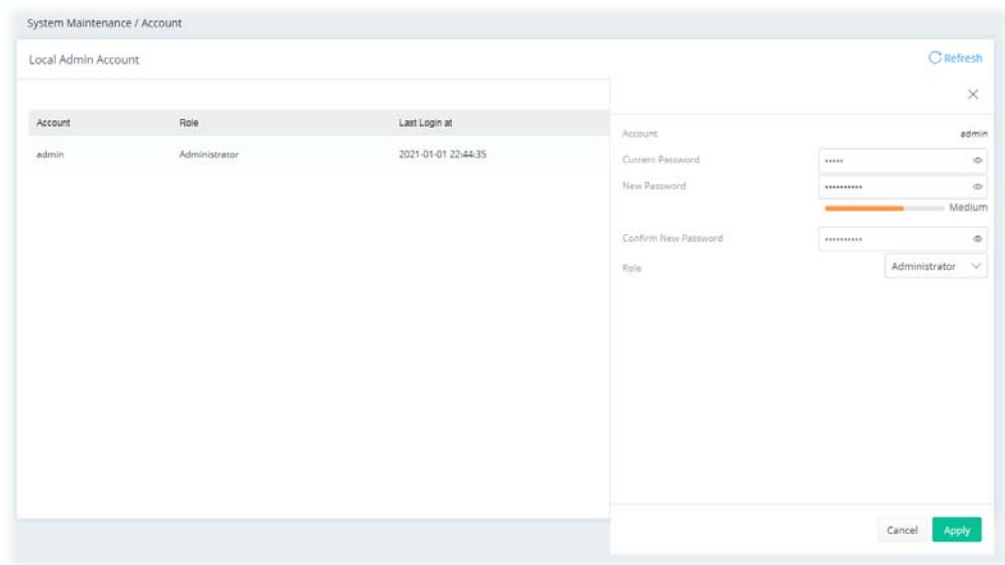 System Maintenance / Account
Local Admin Account
Refresh
Account Role Last Login at
admin Administrator 2021-01-01 22:44:35
Account admin
Current Password •••••
New Password ••••••••••
Medium
Confirm New Password ••••••••••
Role Administrator
Cancel Apply